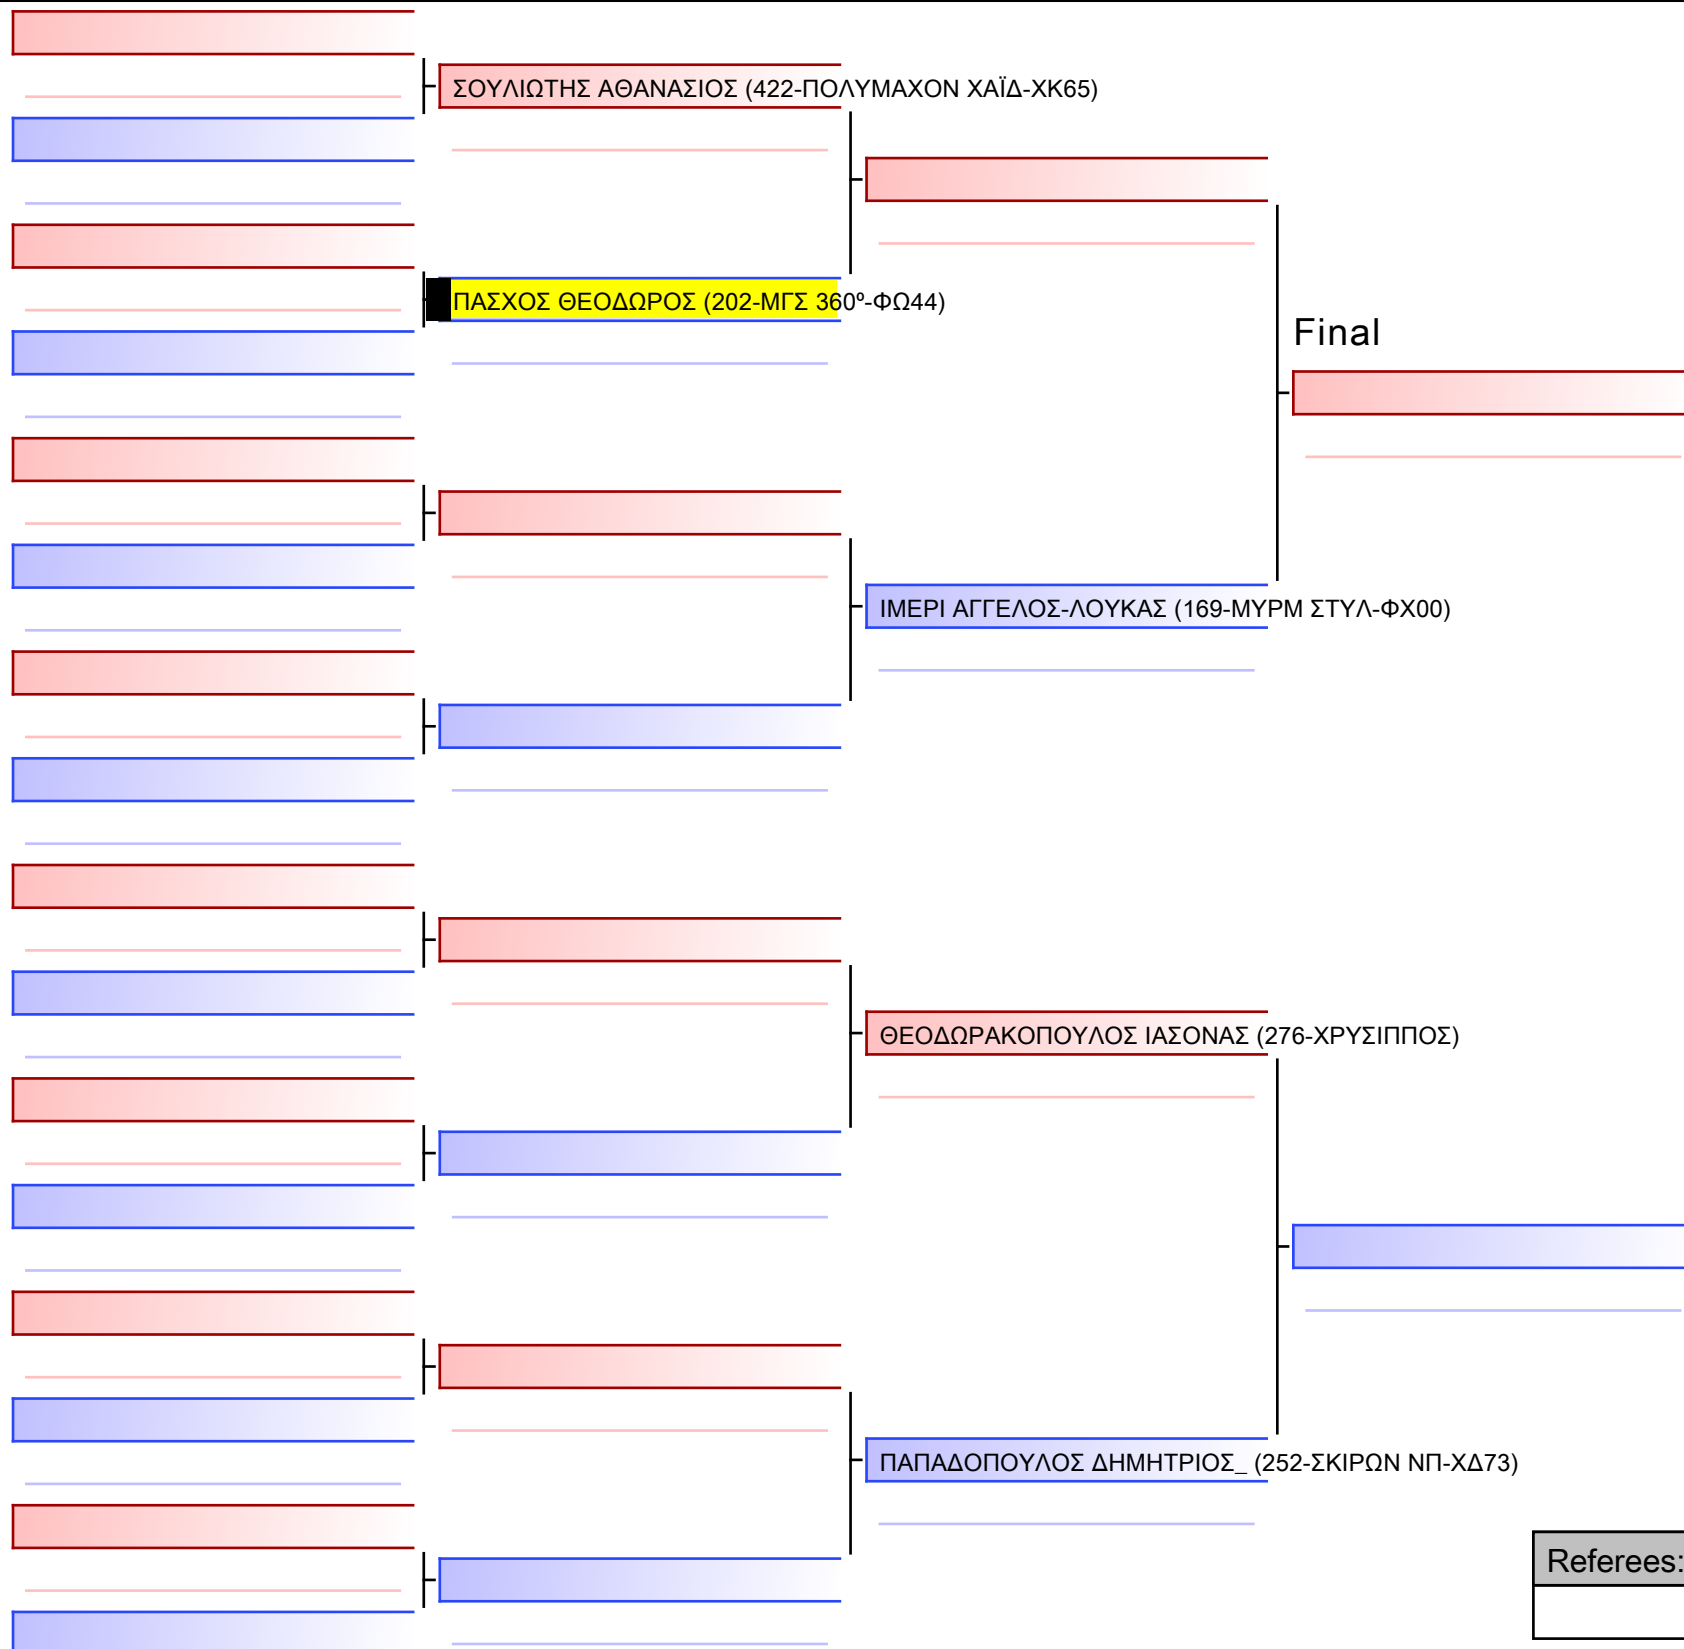 ΣΟΥΛΙΩΤΗΣ ΑΘΑΝΑΣΙΟΣ (422-ΠΟΛΥΜΑΧΟΝ ΧΑΪΔ-ΧΚ65)
ΠΑΣΧΟΣ ΘΕΟΔΩΡΟΣ (202-ΜΓΣ 360º-ΦΩ44)
Final
ΙΜΕΡΙ ΑΓΓΕΛΟΣ-ΛΟΥΚΑΣ (169-ΜΥΡΜ ΣΤΥΛ-ΦΧ00)
ΘΕΟΔΩΡΑΚΟΠΟΥΛΟΣ ΙΑΣΟΝΑΣ (276-ΧΡΥΣΙΠΠΟΣ)
ΠΑΠΑΔΟΠΟΥΛΟΣ ΔΗΜΗΤΡΙΟΣ_ (252-ΣΚΙΡΩΝ ΝΠ-ΧΔ73)
Referees: